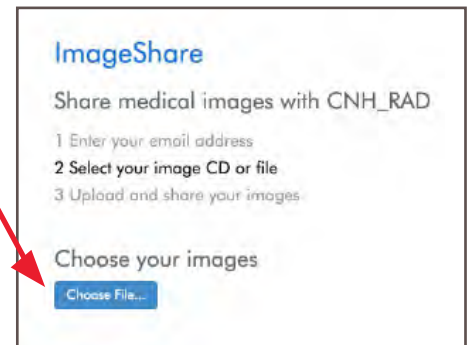 ImageShare
Share medical images with CNH_RAD
1 Enter your email address
2 Select your image CD or file
3 Upload and share your images
Choose your images
Choose File...